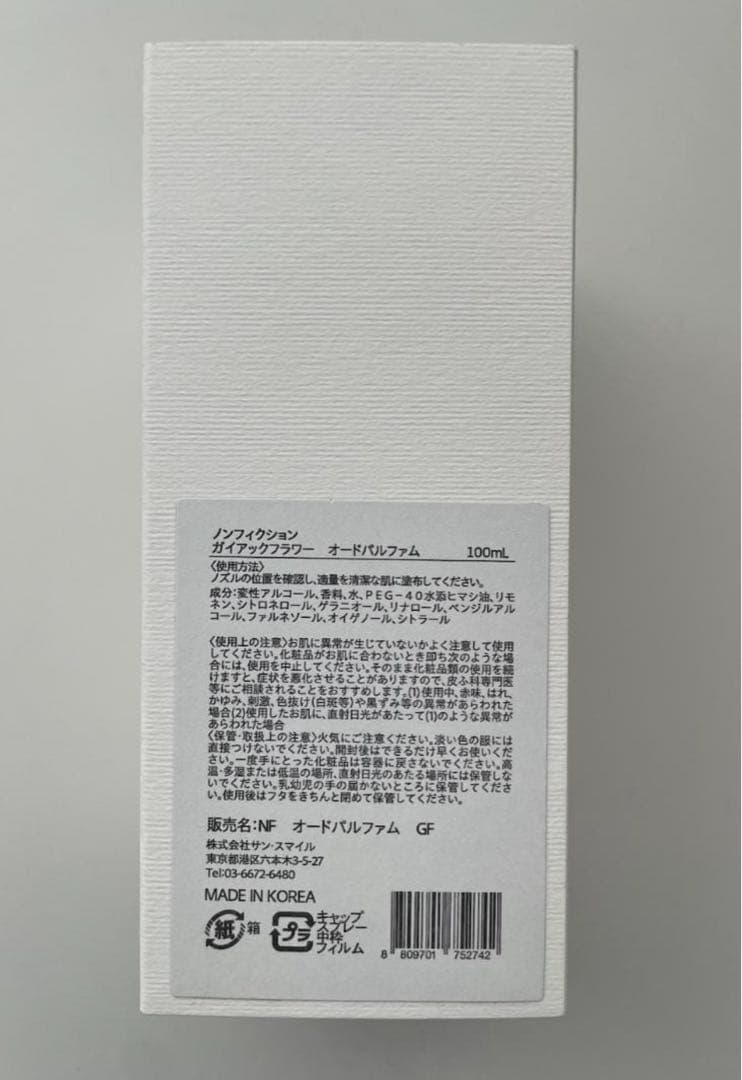 ノンフィクション
ガイアックフラワー　オードパルファム　100mL
〈使用方法〉
ノズルの位置を確認し、適量を清潔な肌に塗布してください。
成分：変性アルコール、香料、水、PEG－４０水添ヒマシ油、リモ
ネン、シトロネロール、ゲラニオール、リナロール、ベンジルアル
コール、ファルネソール、オイゲノール、シトラール
〈使用上の注意〉お肌に異常が生じていないかよく注意して使用
してください。化粧品がお肌に合わないとき即ち次のような場
合には、使用を中止してください。そのまま化粧品類の使用を続
けますと、症状を悪化させることがありますので、皮ふ科専門医
等にご相談されることをおすすめします。(1)使用中、赤味、はれ、
かゆみ、刺激、色抜け(白斑等)や黒ずみ等の異常があらわれた
場合(2)使用したお肌に、直射日光があたって(1)のような異常が
あらわれた場合
〈保管・取扱上の注意〉火気にご注意ください。淡い色の服には
直接つけないでください。開封後はできるだけ早くお使いくだ
さい。一度手にとった化粧品は容器に戻さないでください。高
温・多湿または低温の場所、直射日光のあたる場所には保管しな
いでください。乳幼児の手の届かないところに保管してくださ
い。使用後はフタをきちんと閉めて保管してください。
販売名：NF　オードパルファム　GF
株式会社サン・スマイル
東京都港区六本木3-5-27
Tel:03-6672-6480
MADE IN KOREA
紙 箱
プラ キャップ
スプレー
中枠
フィルム
8 809701 752742